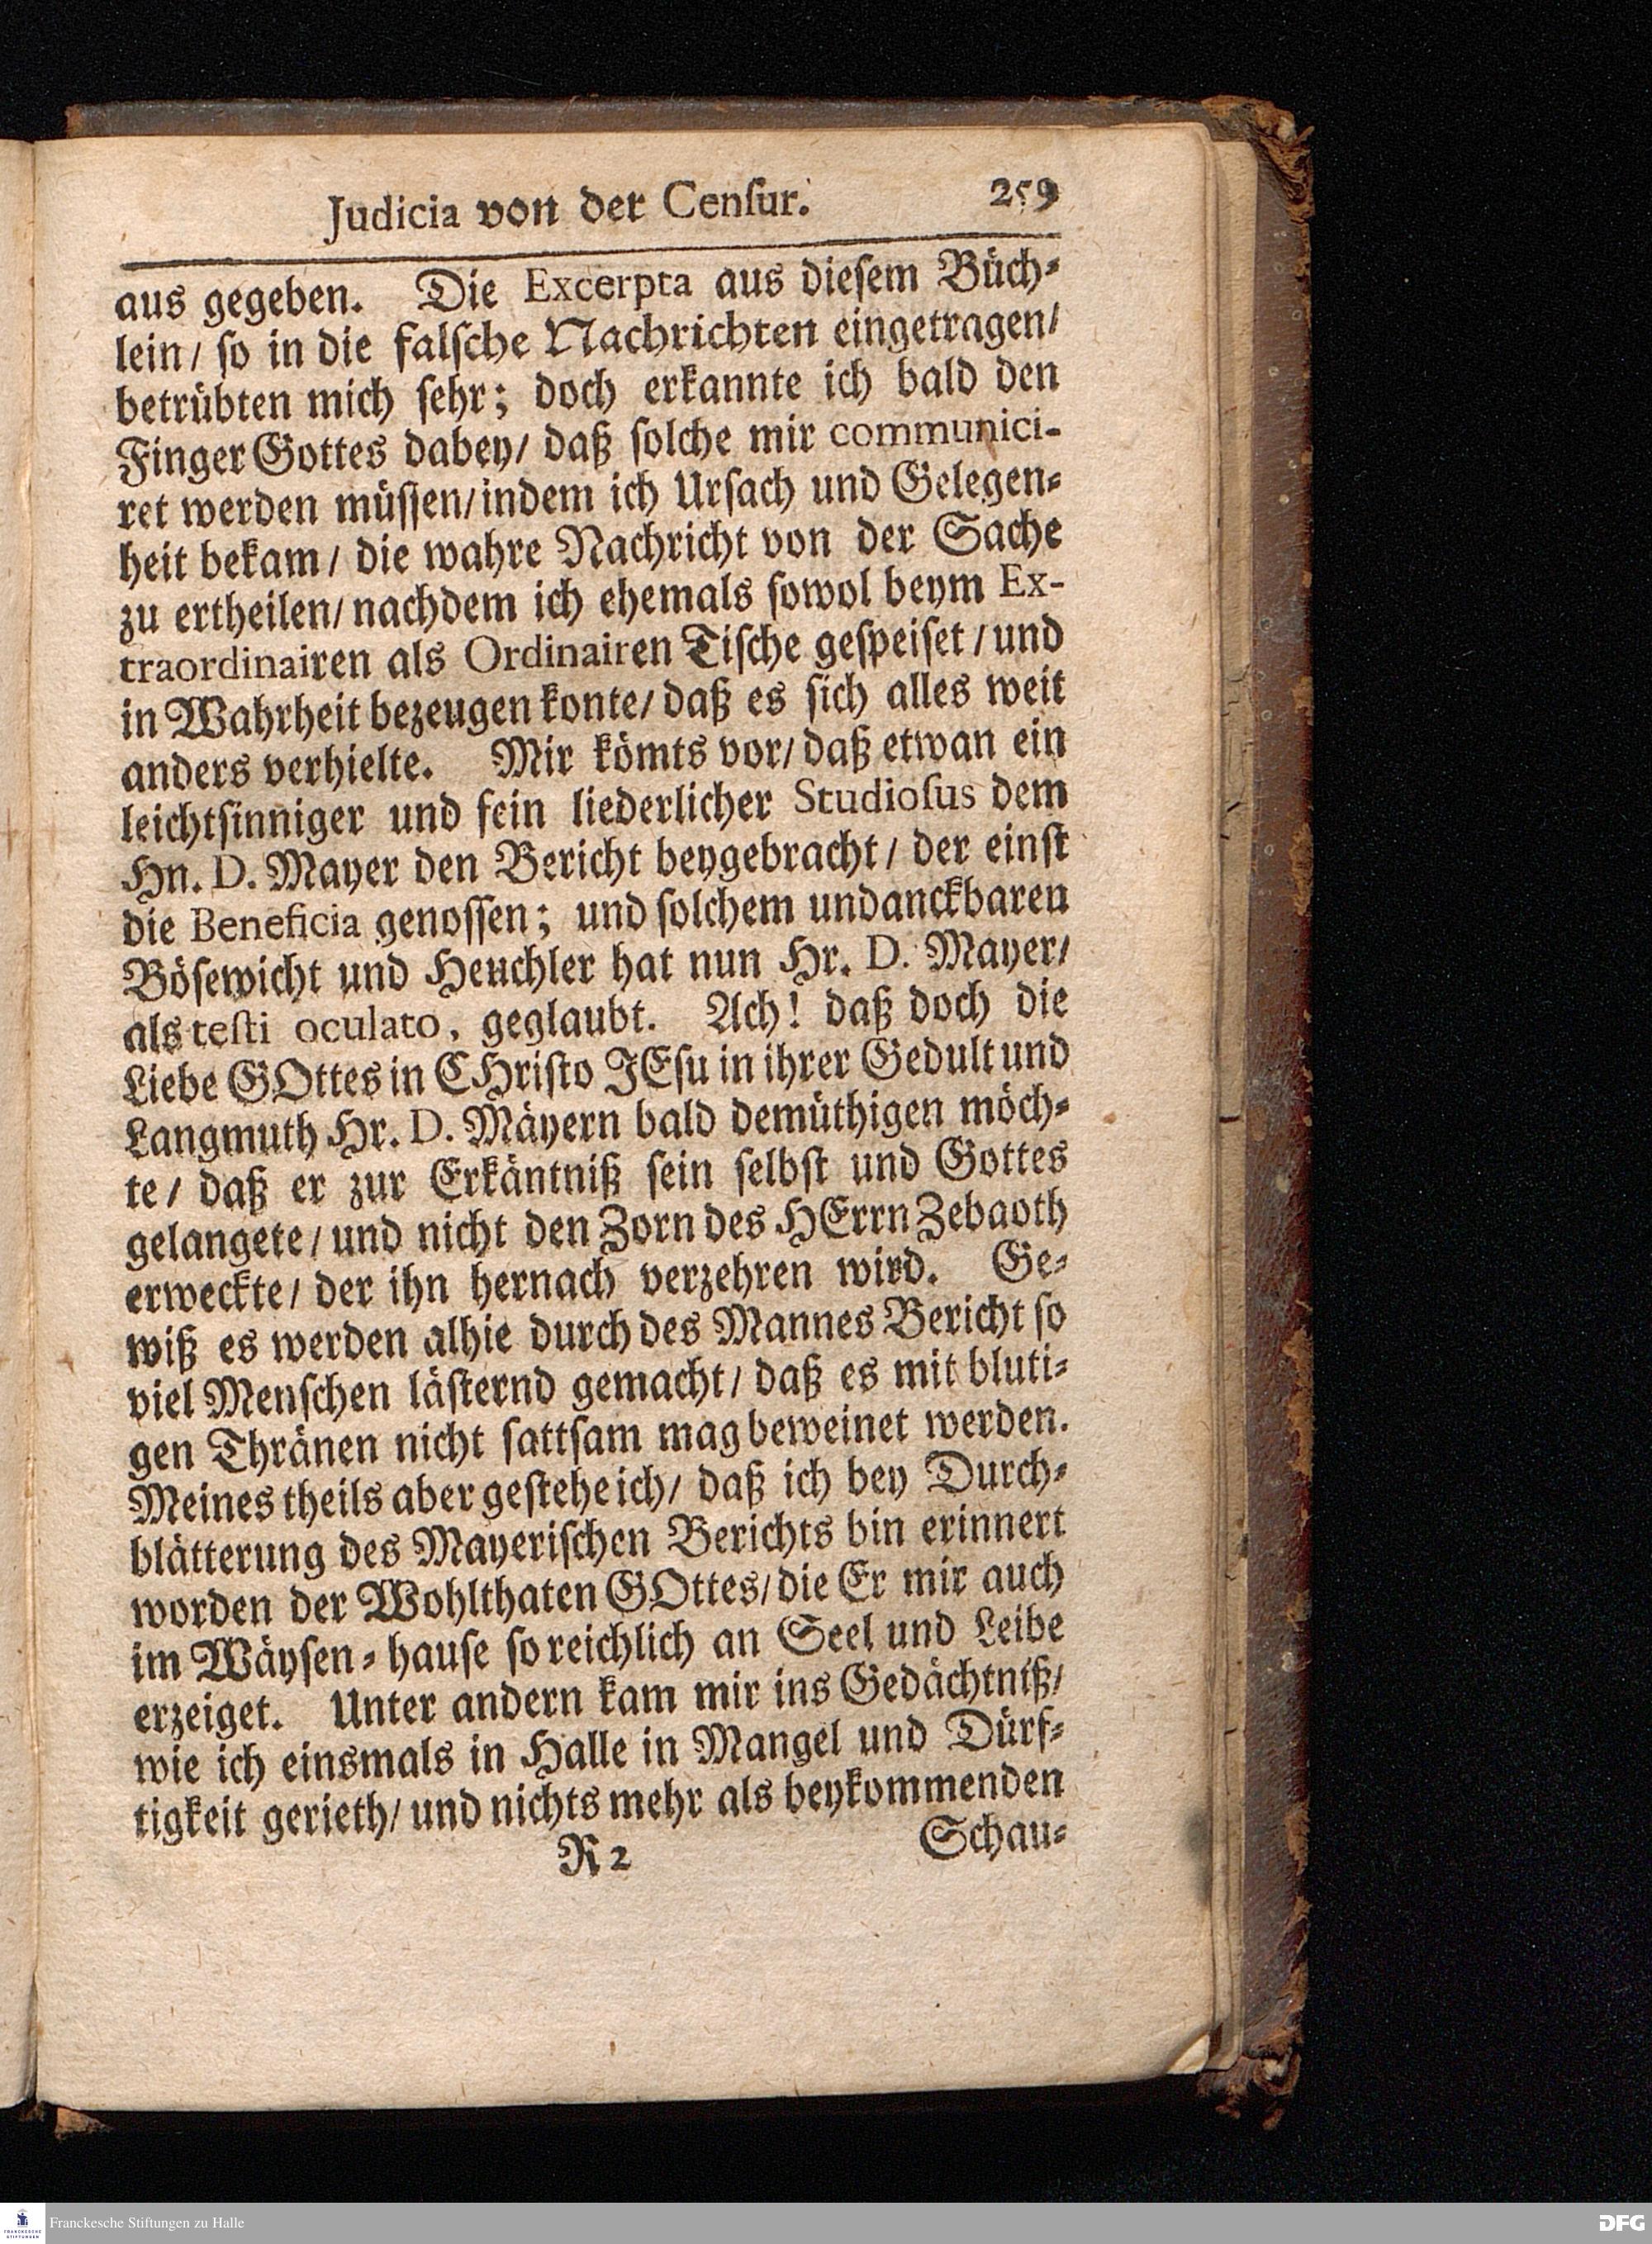 Judicia von der Cenſur. 259
aus gegeben. Die Excerpta aus dieſem Büch⸗
lein/ ſo in die falſche Nachrichten eingetragen/
betrübten mich ſehr; doch erkannte ich bald den
Finger Gottes dabey/ daß ſolche mir communici-
ret werden müſſen/ indem ich Urſach und Gelegen⸗
heit bekam/ die wahre Nachricht von der Sache
zu ertheilen/ nachdem ich ehemals ſowol beym Ex-
traordinairen als Ordinairen Tiſche geſpeiſet/ und
in Wahrheit bezeugen konte/ daß es ſich alles weit
anders verhielte. Mir kömts vor/ daß etwan ein
leichtſinniger und fein liederlicher Studioſus dem
Hn. D. Mayer den Bericht beygebracht/ der einſt
die Beneficia genoſſen; und ſolchem undanckbaren
Böſewicht und Heuchler hat nun Hr. D. Mayer/
als teſti oculato, geglaubt. Ach! daß doch die
Liebe GOttes in CHriſto JEſu in ihrer Gedult und
Langmuth Hr. D. Mäyern bald demüthigen möch⸗
te/ daß er zur Erkäntniß ſein ſelbſt und Gottes
gelangete/ und nicht den Zorn des HErrn Zebaoth
erweckte/ der ihn hernach verzehren wird. Ge⸗
wiß es werden alhie durch des Mannes Bericht ſo
viel Menſchen läſternd gemacht/ daß es mit bluti⸗
gen Thränen nicht ſattſam mag beweinet werden.
Meines theils aber geſtehe ich/ daß ich bey Durch⸗
blätterung des Mayeriſchen Berichts bin erinnert
worden der Wohlthaten GOttes/ die Er mir auch
im Wäyſen⸗hauſe ſo reichlich an Seel und Leibe
erzeiget. Unter andern kam mir ins Gedächtniß/
wie ich einsmals in Halle in Mangel und Dürf⸗
tigkeit gerieth/ und nichts mehr als beykommenden
R 2 Schau⸗
FRANCKESCHE STIFTUNGEN
Franckesche Stiftungen zu Halle
DFG